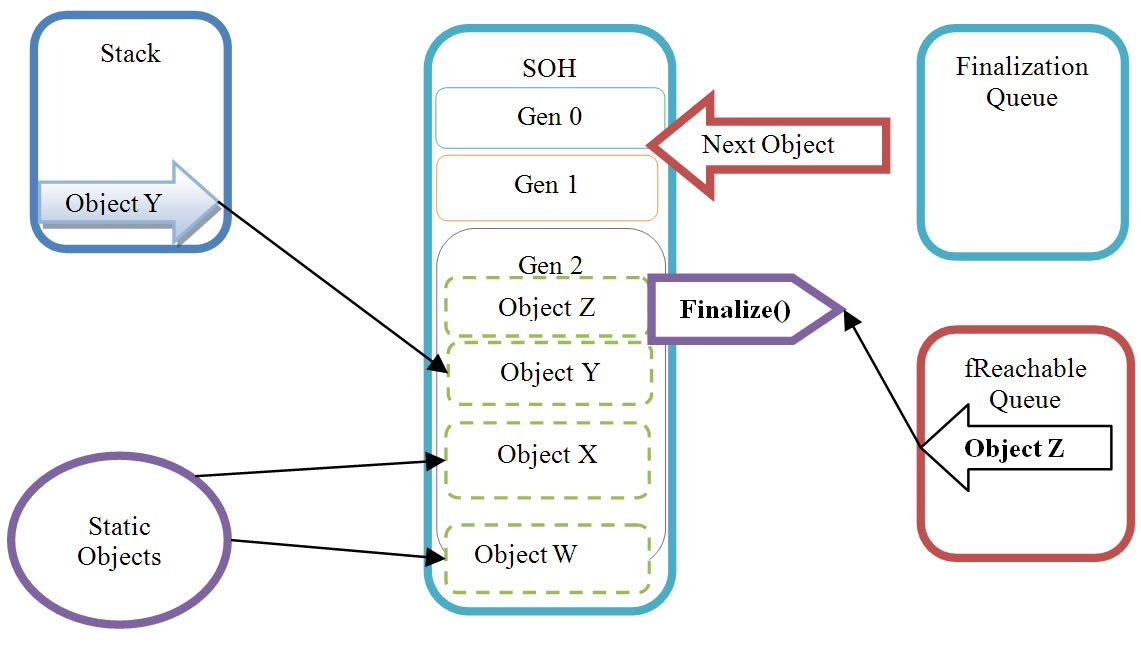 Stack
Object Y
SOH
Gen 0
Gen 1
Gen 2
Object Z
Object Y
Object X
Object W
Next Object
Finalize()
Finalization
Queue
fReachable
Queue
Object Z
Static
Objects